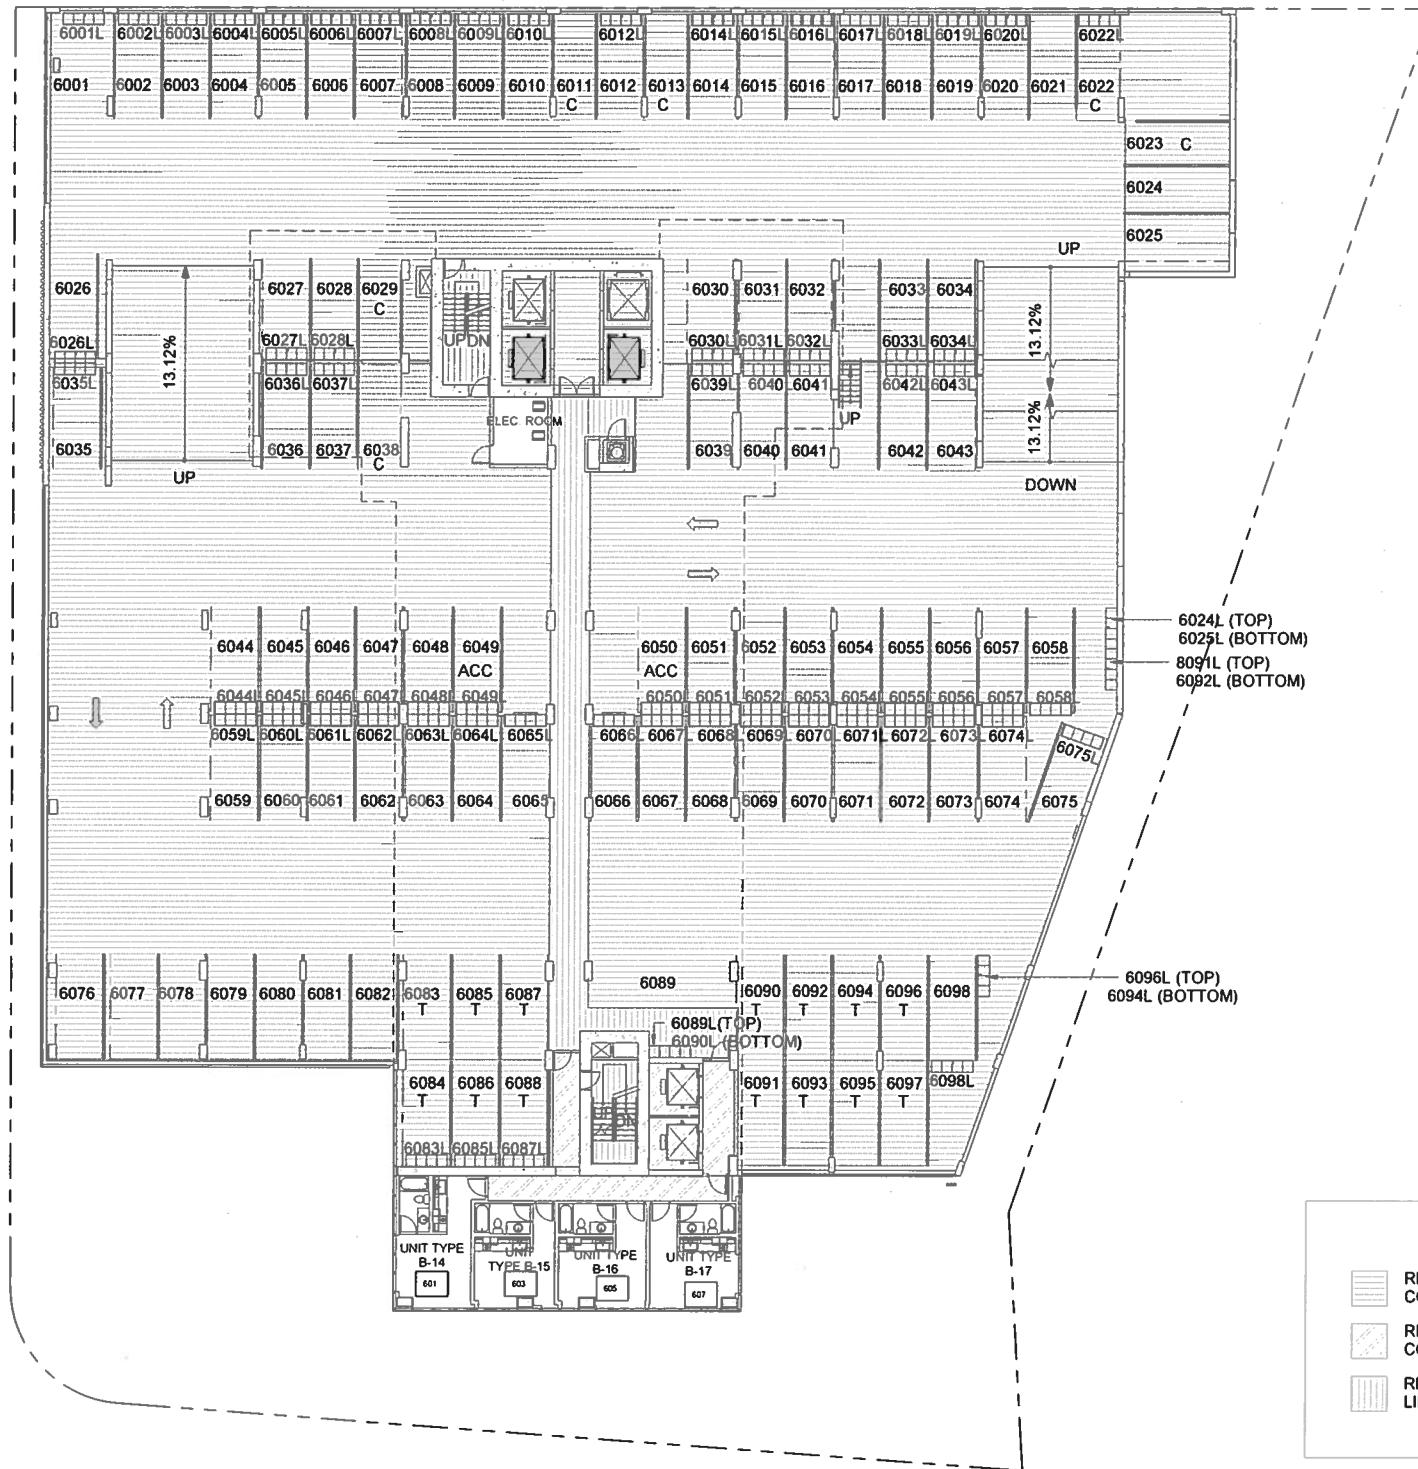 6001L 6002L 6003L 6004L 6005L 6006L 6007L 6008L 6009L 6010L 6012L 6014L 6015L 6016L 6017L 6018L 6019L 6020L 6022L
6001 6002 6003 6004 6005 6006 6007 6008 6009 6010 6011 6012 6013 6014 6015 6016 6017 6018 6019 6020 6021 6022
C C C
6023 C
6024
6025
UP
6026 6027 6028 6029 6030 6031 6032 6033 6034
C
13.12% 13.12%
6026L 6027L 6028L UP DN 6030L 6031L 6032L 6033L 6034L
6035L 6036L 6037L 6039L 6040 6041 6042L 6043L
13.12%
ELEC ROOM UP
6035 6036 6037 6038 6039 6040 6041 6042 6043
C
UP DOWN
6024L (TOP)
6025L (BOTTOM)
8091L (TOP)
6092L (BOTTOM)
6044 6045 6046 6047 6048 6049 6050 6051 6052 6053 6054 6055 6056 6057 6058
ACC ACC
6044L 6045L 6046L 6047L 6048L 6049L 6050L 6051L 6052L 6053L 6054L 6055L 6056L 6057L 6058L
6059L 6060L 6061L 6062L 6063L 6064L 6065L 6066L 6067L 6068L 6069L 6070L 6071L 6072L 6073L 6074L
6075L
6059 6060 6061 6062 6063 6064 6065 6066 6067 6068 6069 6070 6071 6072 6073 6074 6075
6076 6077 6078 6079 6080 6081 6082 6083 6085 6087 6089 6090 6092 6094 6096 6098
T T T T T T T
6096L (TOP)
6094L (BOTTOM)
6089L(TOP)
6090L (BOTTOM)
6084 6086 6088 6091 6093 6095 6097 6098L
T T T T T T T
UP
DN
6083L 6085L 6087L
UNIT TYPE
B-14
601
UNIT
TYPE B-15
603
UNIT TYPE
B-16
605
UNIT TYPE
B-17
607